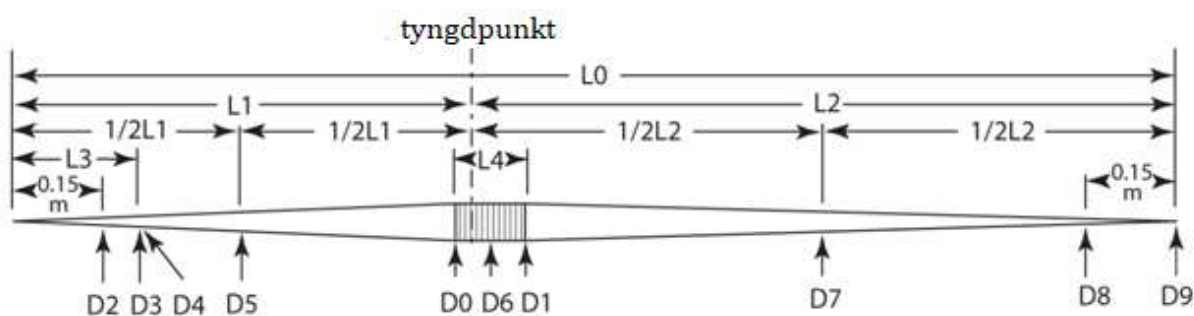 tyngdpunkt
L0
L1 L2
1/2L1 1/2L1 1/2L2 1/2L2
L3 L4
0.15 m 0.15 m
D2 D3 D4 D5 D0 D6 D1 D7 D8 D9